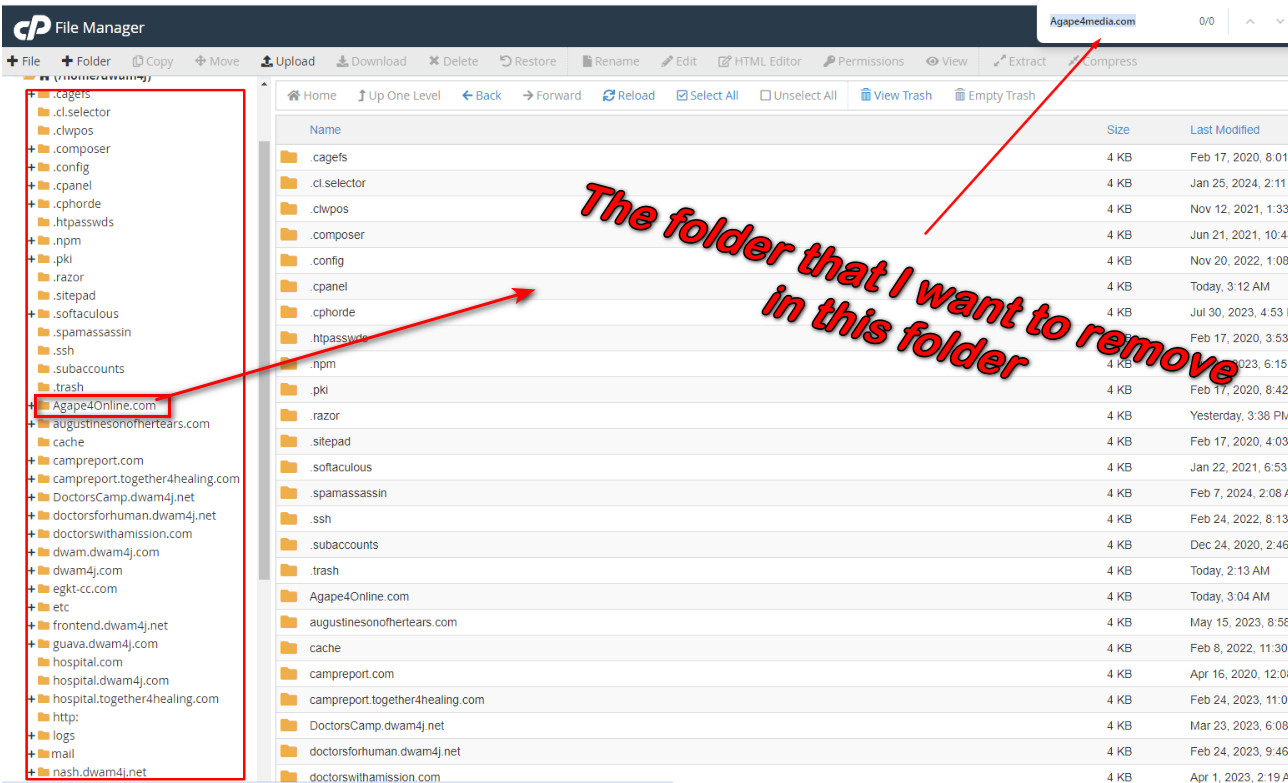 cP File Manager
Agape4media.com 0/0
File Folder Copy Move Upload Download Delete Restore Rename Edit HTML Editor Permissions View Extract Compress
(/home/dwam4j)
.cagefs
.cl.selector
.clwpos
.composer
.config
.cpanel
.cphorde
.htpasswds
.npm
.pki
.razor
.sitepad
.softaculous
.spamassassin
.ssh
.subaccounts
.trash
Agape4Online.com
augustinesonofhertears.com
cache
campreport.com
campreport.together4healing.com
DoctorsCamp.dwam4j.net
doctorsforhuman.dwam4j.net
doctorswithamission.com
dwam.dwam4j.com
dwam4j.com
egkt-cc.com
etc
frontend.dwam4j.net
guava.dwam4j.com
hospital.com
hospital.dwam4j.com
hospital.together4healing.com
http:
logs
mail
nash.dwam4j.net
Home Up One Level Back Forward Reload Select All Unselect All View Trash Empty Trash
Name Size Last Modified
.cagefs 4 KB Feb 17, 2020, 8:01
.cl.selector 4 KB Jan 25, 2024, 2:11
.clwpos 4 KB Nov 12, 2021, 1:33
.composer 4 KB Jun 21, 2021, 10:4
.config 4 KB Nov 20, 2022, 1:08
.cpanel 4 KB Today, 3:12 AM
.cphorde 4 KB Jul 30, 2023, 4:53
.htpasswds KB Feb 17, 2020, 3:53
.npm 4 KB 2023, 6:15
.pki 4 KB Feb 17, 2020, 8:42
.razor 4 KB Yesterday, 3:38 PM
.sitepad 4 KB Feb 17, 2020, 4:03
.softaculous 4 KB Jan 22, 2021, 6:53
.spamassassin 4 KB Feb 7, 2024, 2:08 A
.ssh 4 KB Feb 24, 2022, 8:13
.subaccounts 4 KB Dec 24, 2020, 2:46
.trash 4 KB Today, 2:13 AM
Agape4Online.com 4 KB Today, 3:04 AM
augustinesonofhertears.com 4 KB May 15, 2023, 8:58
cache 4 KB Feb 8, 2022, 11:30
campreport.com 4 KB Apr 16, 2020, 12:0
campreport.together4healing.com 4 KB Feb 24, 2023, 11:0
DoctorsCamp.dwam4j.net 4 KB Mar 23, 2023, 6:08
doctorsforhuman.dwam4j.net 4 KB Feb 24, 2023, 9:46
doctorswithamission.com 4 KB Apr 1, 2023, 2:19 A
The folder that I want to remove
in this folder